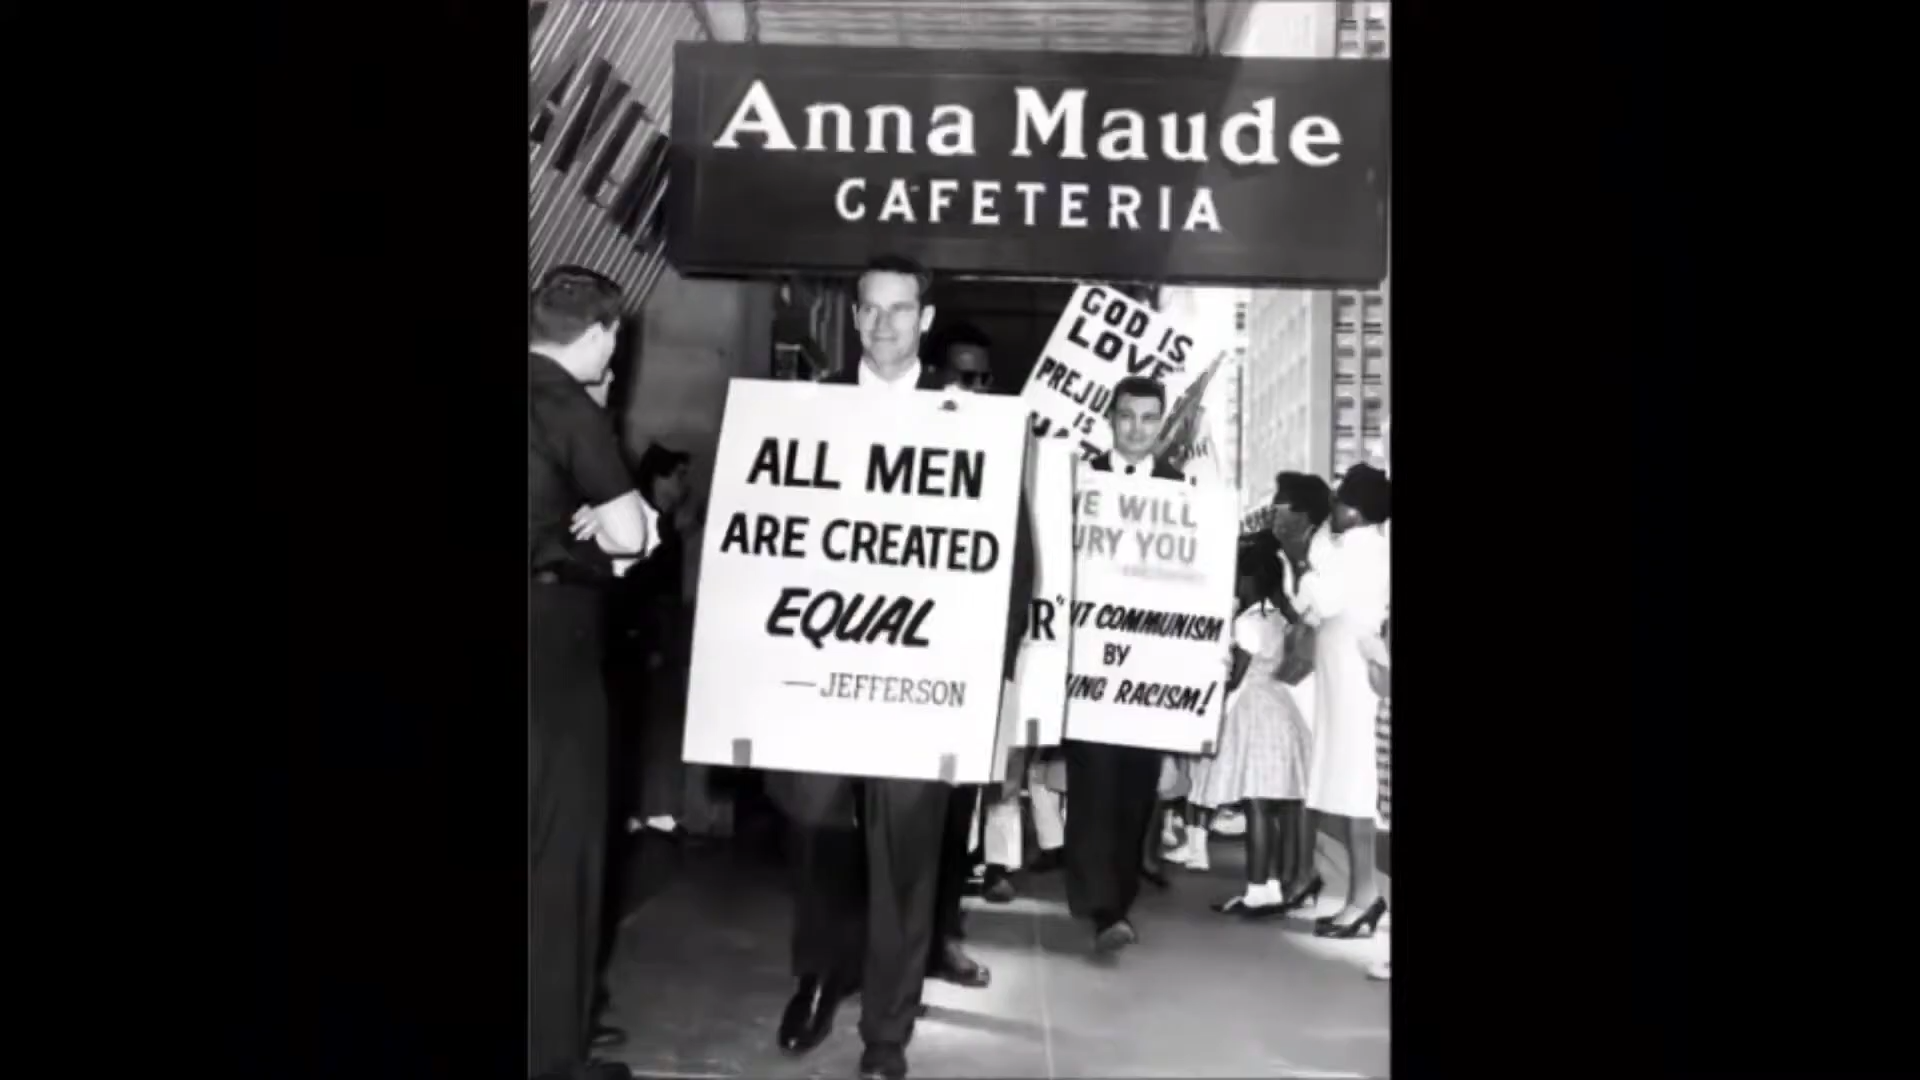 Anna Maude
CAFETERIA
GOD IS
LOVE
PREJU
IS
ALL MEN
ARE CREATED
EQUAL
—JEFFERSON
E WILL
URY YOU
R"
IT COMMUNISM
BY
ING RACISM!